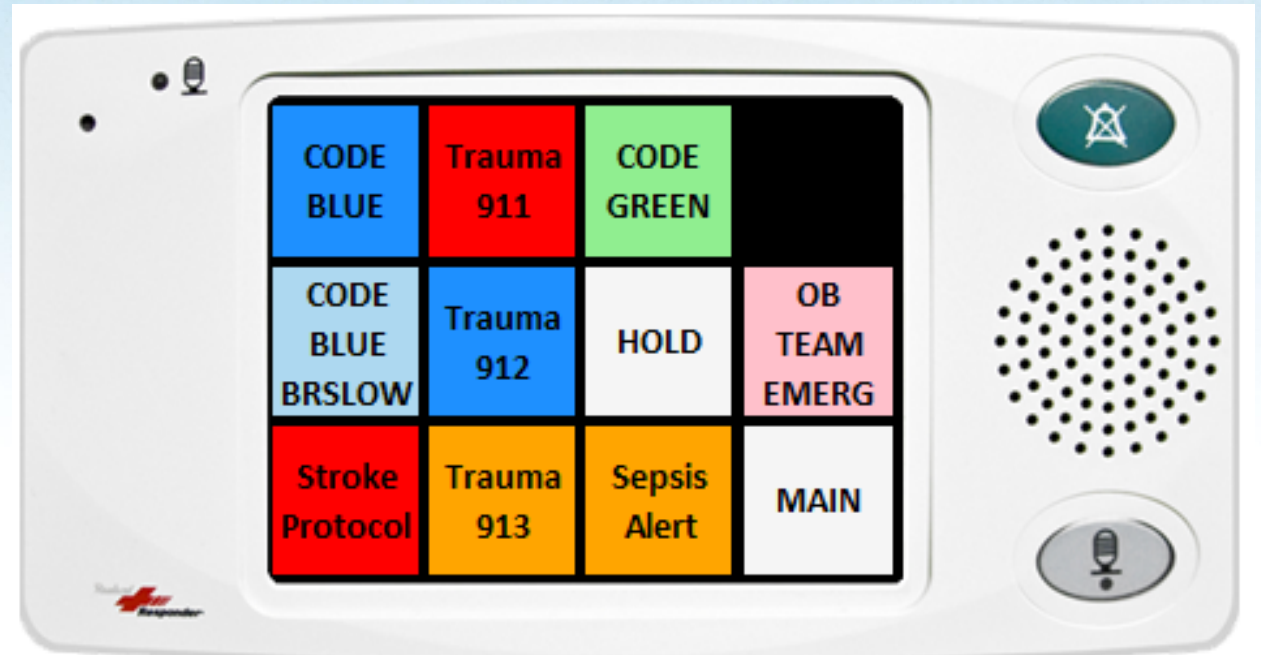 CODE
BLUE
Trauma
911
CODE
GREEN
CODE
BLUE
BRSLOW
Trauma
912
HOLD
OB
TEAM
EMERG
Stroke
Protocol
Trauma
913
Sepsis
Alert
MAIN
Responder